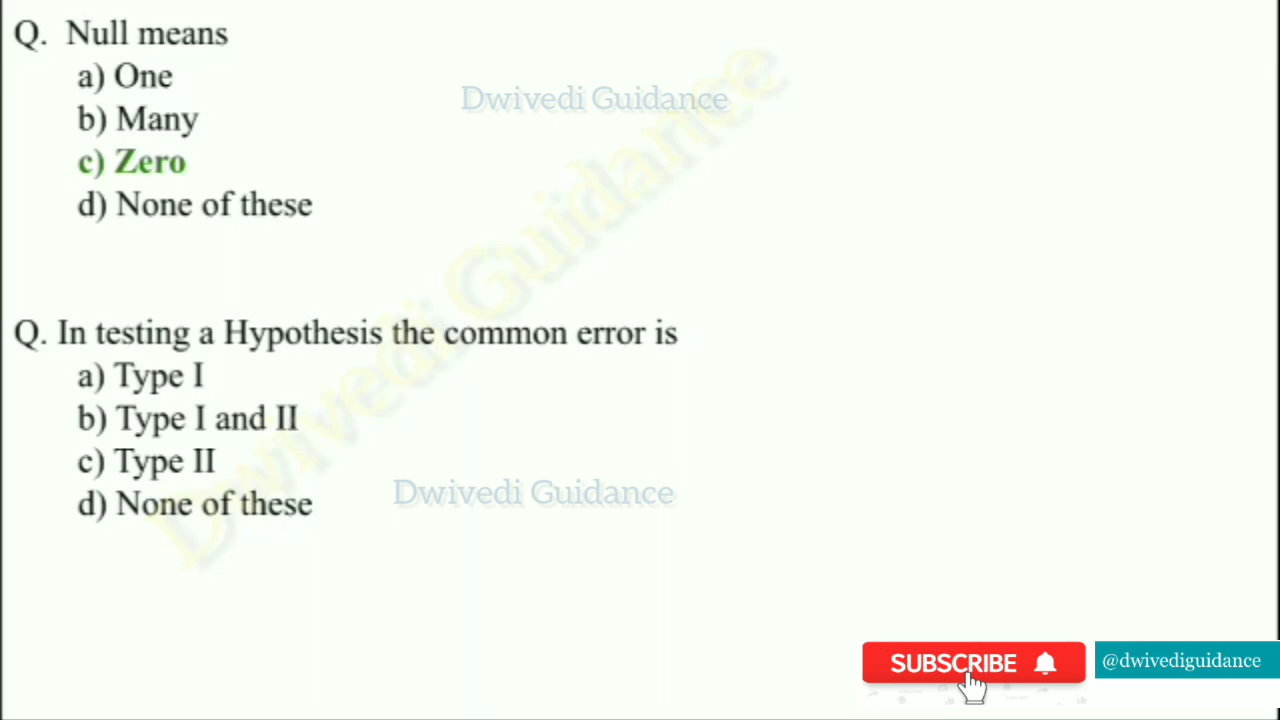 Q. Null means
a) One
b) Many
c) Zero
d) None of these
Dwivedi Guidance
Dwivedi Guidance
Q. In testing a Hypothesis the common error is
a) Type I
b) Type I and II
c) Type II
d) None of these
Dwivedi Guidance
SUBSCRIBE
@dwivediguidance